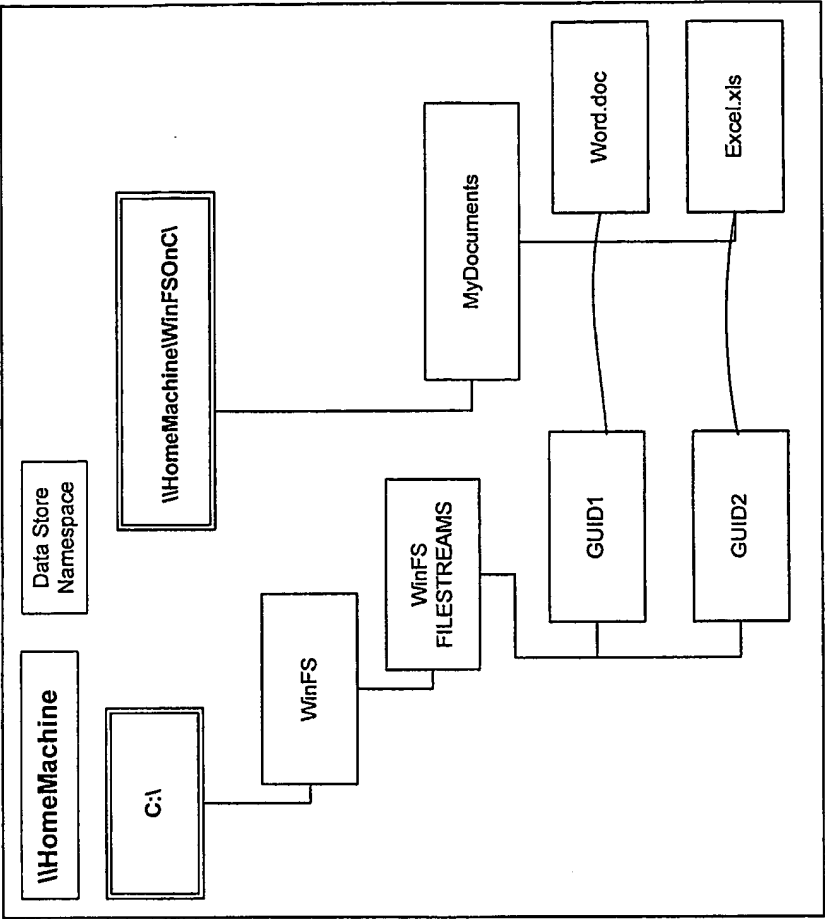 \\HomeMachine
Data Store
Namespace
C:\
\\HomeMachine\WinFSOnC\
WinFS
WinFS
FILESTREAMS
MyDocuments
GUID1
Word.doc
GUID2
Excel.xls